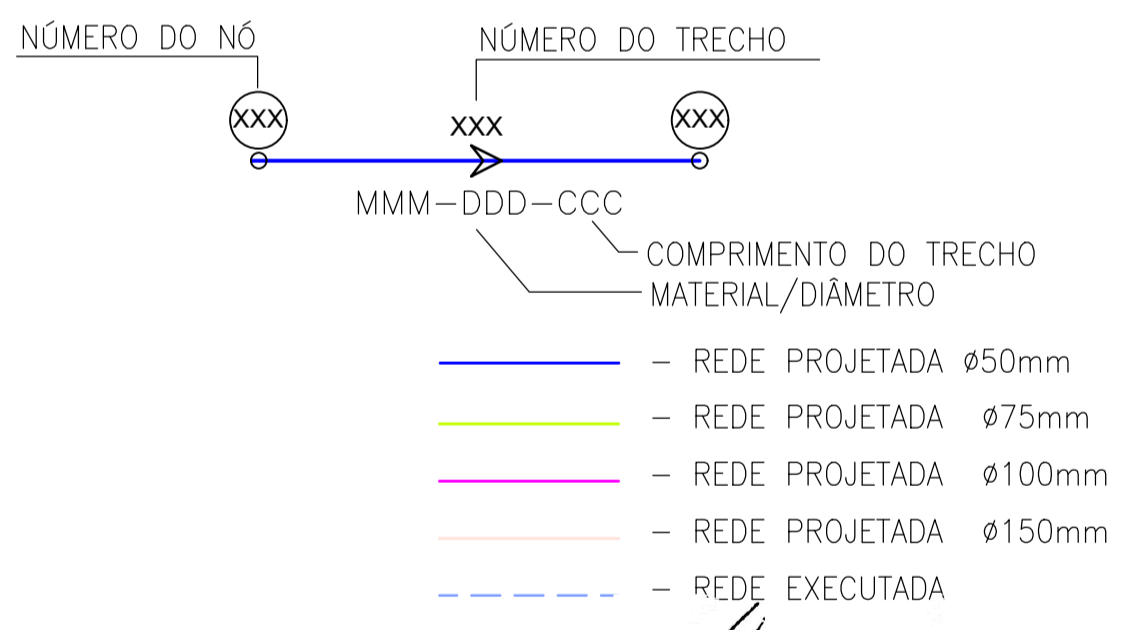 NÚMERO DO NÓ
NÚMERO DO TRECHO
XXX
XXX
XXX
MMM-DDD-CCC
COMPRIMENTO DO TRECHO
MATERIAL/DIÂMETRO
- REDE PROJETADA ø50mm
- REDE PROJETADA ø75mm
- REDE PROJETADA ø100mm
- REDE PROJETADA ø150mm
- REDE EXECUTADA